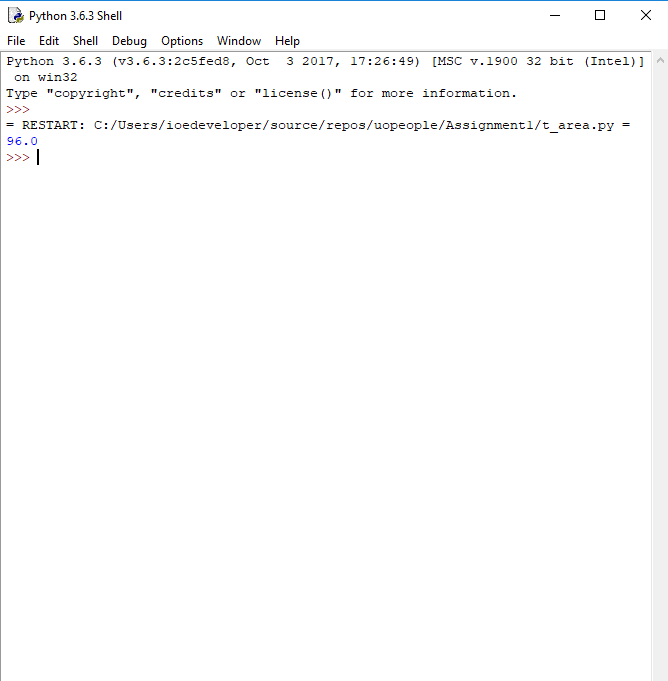 Python 3.6.3 Shell
File Edit Shell Debug Options Window Help
Python 3.6.3 (v3.6.3:2c5fed8, Oct  3 2017, 17:26:49) [MSC v.1900 32 bit (Intel)]
 on win32
Type "copyright", "credits" or "license()" for more information.
>>>
= RESTART: C:/Users/ioedeveloper/source/repos/uopeople/Assignment1/t_area.py =
96.0
>>>